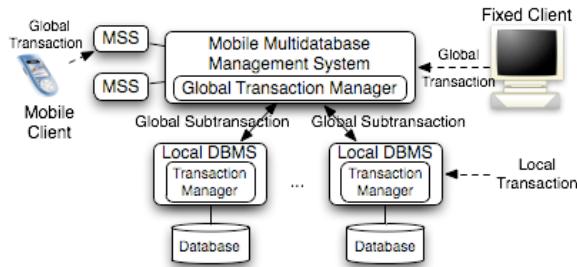 Global
Transaction
MSS
MSS
Mobile
Client
Mobile Multidatabase
Management System
Global Transaction Manager
Fixed Client
Global
Transaction
Global Subtransaction
Global Subtransaction
Local DBMS
Transaction
Manager
...
Local DBMS
Transaction
Manager
Local
Transaction
Database
Database